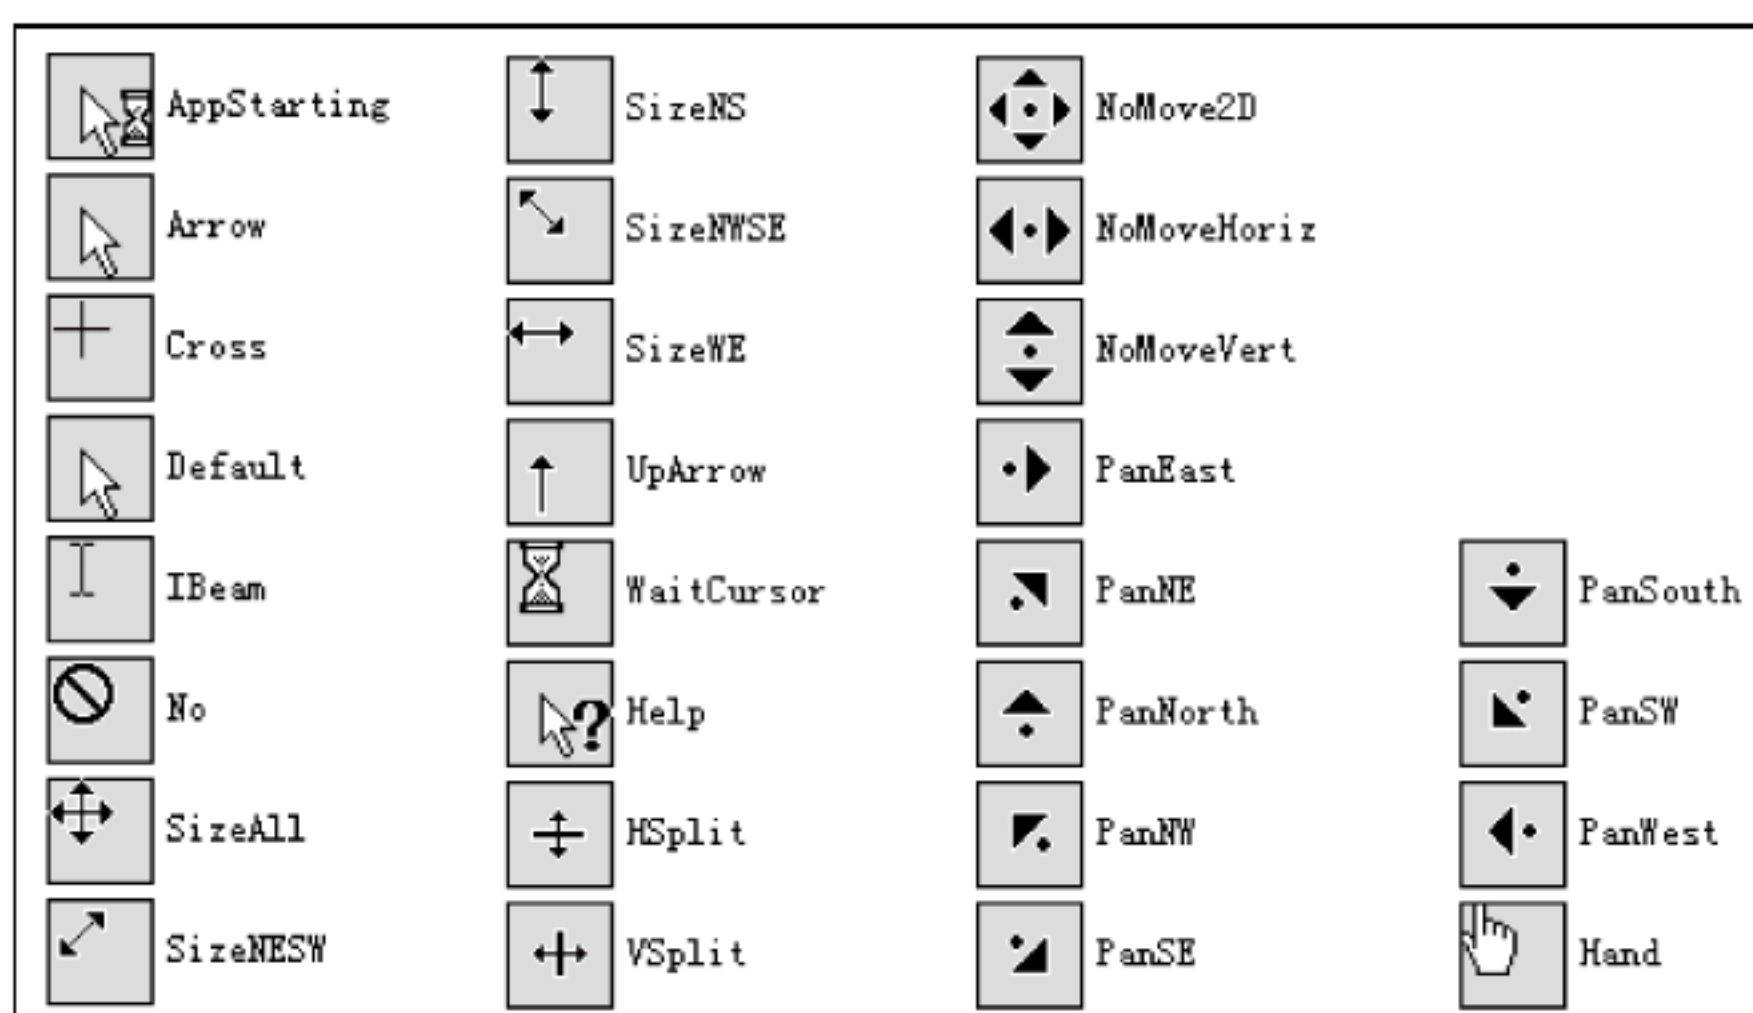 AppStarting
Arrow
Cross
Default
IBeam
No
SizeAll
SizeNESW
SizeNS
SizeNWSE
SizeWE
UpArrow
WaitCursor
Help
HSplit
VSplit
NoMove2D
NoMoveHoriz
NoMoveVert
PanEast
PanNE
PanNorth
PanNW
PanSE
PanSouth
PanSW
PanWest
Hand